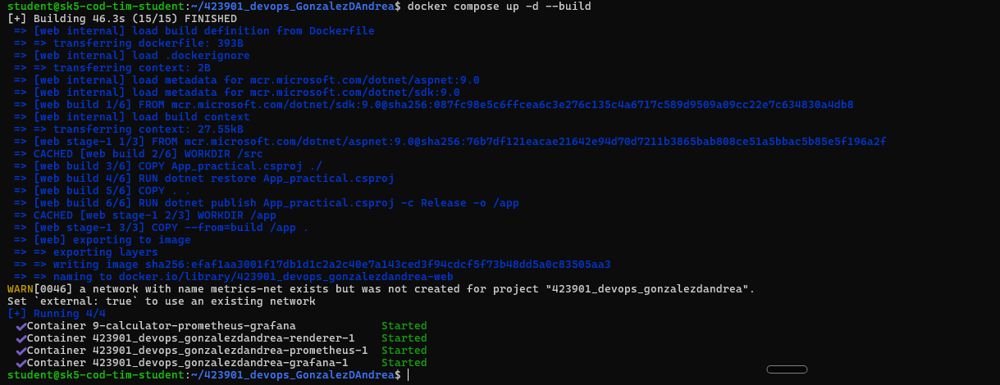 student@sk5-cod-tim-student:~/423901_devops_GonzalezDAndrea$ docker compose up -d --build
[+] Building 46.3s (15/15) FINISHED
=> [web internal] load build definition from Dockerfile
=> => transferring dockerfile: 393B
=> [web internal] load .dockerignore
=> => transferring context: 2B
=> [web internal] load metadata for mcr.microsoft.com/dotnet/aspnet:9.0
=> [web internal] load metadata for mcr.microsoft.com/dotnet/sdk:9.0
=> [web build 1/6] FROM mcr.microsoft.com/dotnet/sdk:9.0@sha256:087fc98e5c6ffcea6c3e276c135c4a6717c589d9509a09cc22e7c634830a4db8
=> [web internal] load build context
=> => transferring context: 27.55kB
=> [web stage-1 1/3] FROM mcr.microsoft.com/dotnet/aspnet:9.0@sha256:76b7df121eacae21642e94d70d7211b3865bab808ce51a5bbac5b85e5f196a2f
=> CACHED [web build 2/6] WORKDIR /src
=> [web build 3/6] COPY App_practical.csproj ./
=> [web build 4/6] RUN dotnet restore App_practical.csproj
=> [web build 5/6] COPY . .
=> [web build 6/6] RUN dotnet publish App_practical.csproj -c Release -o /app
=> CACHED [web stage-1 2/3] WORKDIR /app
=> [web stage-1 3/3] COPY --from=build /app .
=> [web] exporting to image
=> => exporting layers
=> => writing image sha256:efaf1aa3001f17db1d1c2a2c40e7a143ced3f94cdcf5f73b48dd5a0c83505aa3
=> => naming to docker.io/library/423901_devops_gonzalezdandrea-web
WARN[0046] a network with name metrics-net exists but was not created for project "423901_devops_gonzalezdandrea".
Set `external: true` to use an existing network
[+] Running 4/4
✔Container 9-calculator-prometheus-grafana Started
✔Container 423901_devops_gonzalezdandrea-renderer-1 Started
✔Container 423901_devops_gonzalezdandrea-prometheus-1 Started
✔Container 423901_devops_gonzalezdandrea-grafana-1 Started
student@sk5-cod-tim-student:~/423901_devops_GonzalezDAndrea$